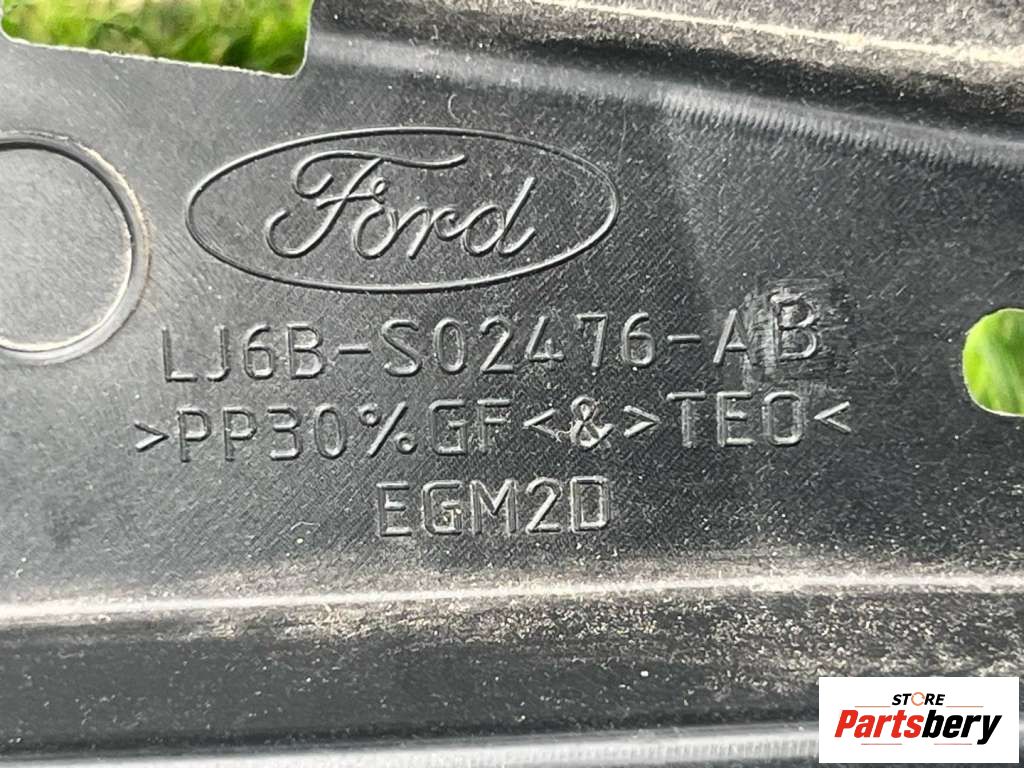 Ford
LJ6B-S02476-AB
>PP30%GF<&>TEO<
EGM2D
STORE
Partsbery